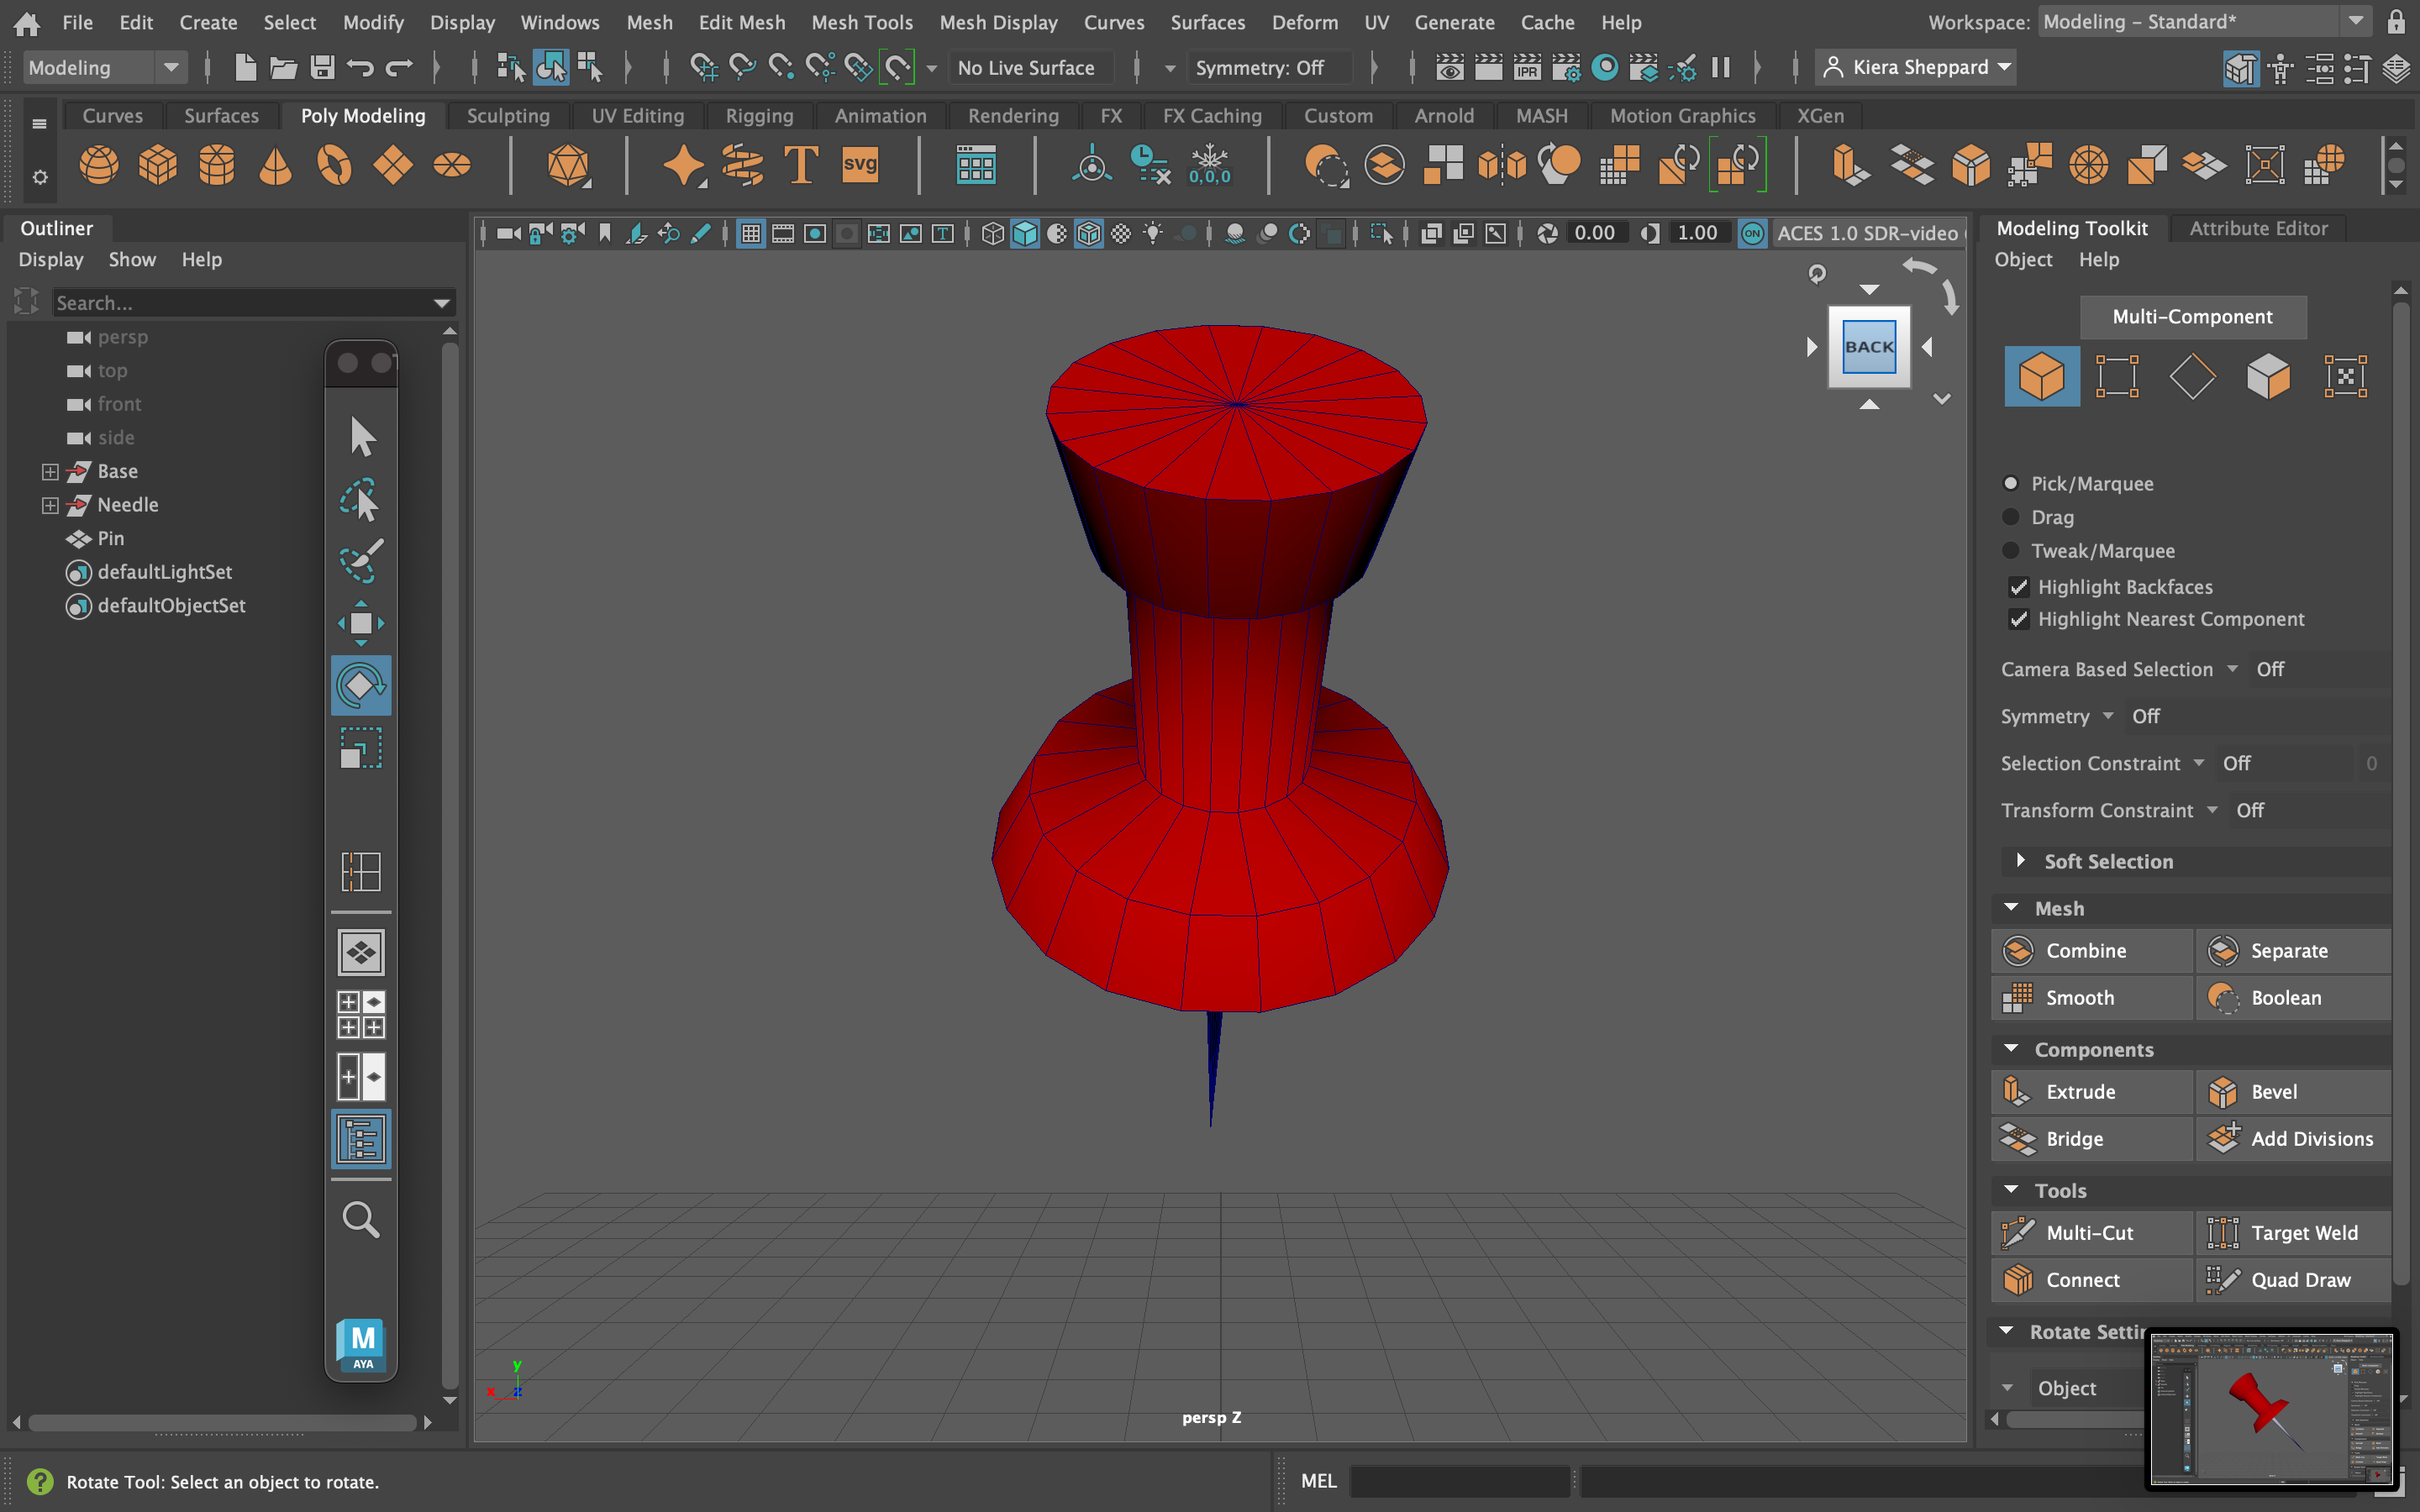 File Edit Create Select Modify Display Windows Mesh Edit Mesh Mesh Tools Mesh Display Curves Surfaces Deform UV Generate Cache Help Workspace: Modeling - Standard*
Modeling No Live Surface Symmetry: Off IPR Kiera Sheppard
Curves Surfaces Poly Modeling Sculpting UV Editing Rigging Animation Rendering FX FX Caching Custom Arnold MASH Motion Graphics XGen
T svg 0,0,0
Outliner
Display Show Help
Search...
persp
top
front
side
Base
Needle
Pin
defaultLightSet
defaultObjectSet
M
AYA
T 0.00 1.00 ON ACES 1.0 SDR-video
BACK
y
x z
persp Z
Modeling Toolkit Attribute Editor
Object Help
Multi-Component
Pick/Marquee
Drag
Tweak/Marquee
Highlight Backfaces
Highlight Nearest Component
Camera Based Selection Off
Symmetry Off
Selection Constraint Off 0
Transform Constraint Off
Soft Selection
Mesh
Combine Separate
Smooth Boolean
Components
Extrude Bevel
Bridge Add Divisions
Tools
Multi-Cut Target Weld
Connect Quad Draw
Rotate
Object
? Rotate Tool: Select an object to rotate.
MEL